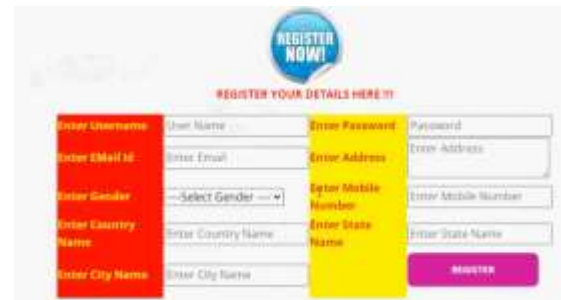 REGISTER
NOW!
REGISTER YOUR DETAILS HERE !!!
Enter Username
User Name
Enter Password
Password
Enter EMail Id
Enter Email
Enter Address
Enter Address
Enter Gender
---Select Gender ---
Enter Mobile
Number
Enter Mobile Number
Enter Country
Name
Enter Country Name
Enter State
Name
Enter State Name
Enter City Name
Enter City Name
REGISTER